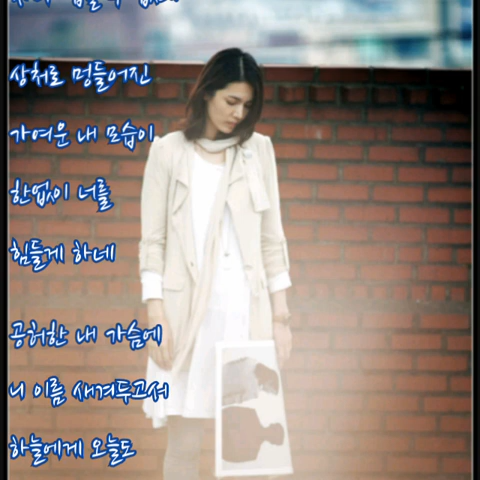 상처로 멍들어진
가여운 내 모습이
한없이 너를
힘들게 하네
공허한 내 가슴에
니 이름 새겨두고서
하늘에게 오늘도